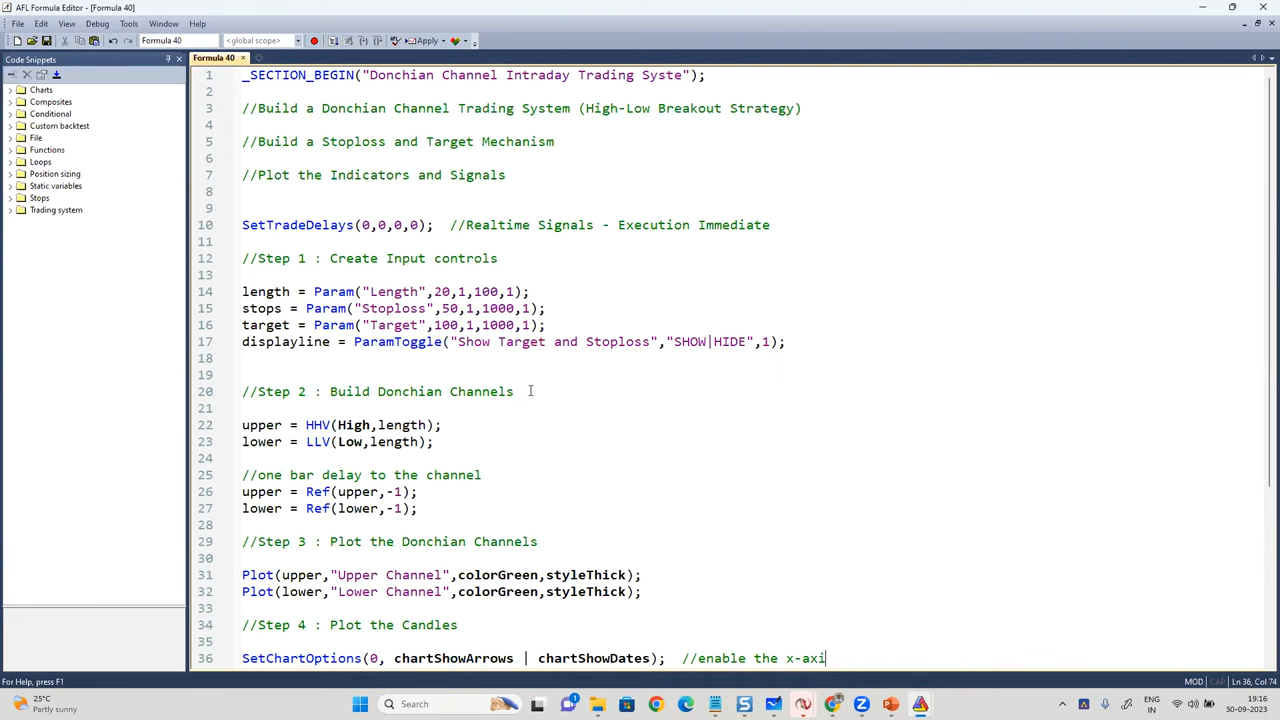 AFL Formula Editor - [Formula 40]
File Edit View Debug Tools Window Help
Formula 40 <global scope> Apply
Code Snippets
Formula 40
Charts
Composites
Conditional
Custom backtest
File
Functions
Loops
Position sizing
Static variables
Stops
Trading system
1 _SECTION_BEGIN("Donchian Channel Intraday Trading Syste");
2
3 //Build a Donchian Channel Trading System (High-Low Breakout Strategy)
4
5 //Build a Stoploss and Target Mechanism
6
7 //Plot the Indicators and Signals
8
9
10 SetTradeDelays(0,0,0,0); //Realtime Signals - Execution Immediate
11
12 //Step 1 : Create Input controls
13
14 length = Param("Length",20,1,100,1);
15 stops = Param("Stoploss",50,1,1000,1);
16 target = Param("Target",100,1,1000,1);
17 displayline = ParamToggle("Show Target and Stoploss","SHOW|HIDE",1);
18
19
20 //Step 2 : Build Donchian Channels
21
22 upper = HHV(High,length);
23 lower = LLV(Low,length);
24
25 //one bar delay to the channel
26 upper = Ref(upper,-1);
27 lower = Ref(lower,-1);
28
29 //Step 3 : Plot the Donchian Channels
30
31 Plot(upper,"Upper Channel",colorGreen,styleThick);
32 Plot(lower,"Lower Channel",colorGreen,styleThick);
33
34 //Step 4 : Plot the Candles
35
36 SetChartOptions(0, chartShowArrows | chartShowDates); //enable the x-axi
For Help, press F1
MOD CAP Ln 36, Col 74
25°C
Partly sunny
Search
ENG
IN
19:16
30-09-2023